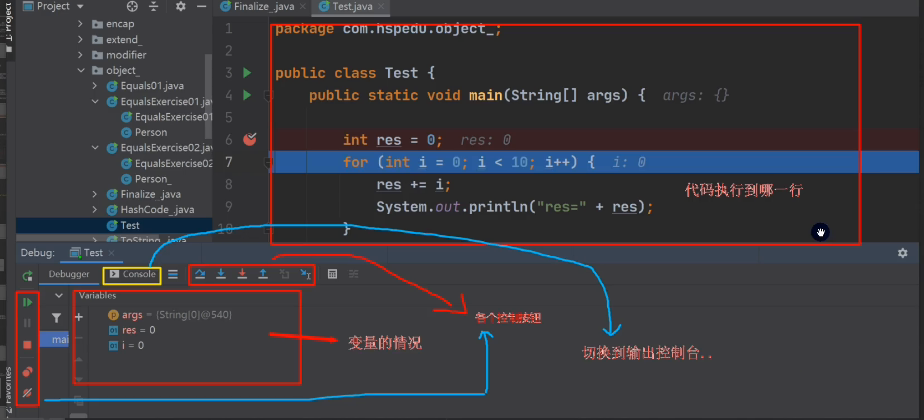 Project
Project
Finalize_.java
Test.java
encap
extend_
modifier
object_
Equals01.java
EqualsExercise01.jav
EqualsExercise01
Person
EqualsExercise02.jav
EqualsExercise02
Person_
Finalize_.java
HashCode_.java
Test
ToString_.java
1 package com.hspedu.object_;
2
3 public class Test {
4 public static void main(String[] args) { args: {}
6 int res = 0; res: 0
7 for (int i = 0; i < 10; i++) { i: 0
8 res += i;
9 System.out.println("res=" + res);
10 }
代码执行到哪一行
Debug: Test
Debugger
Console
Variables
args = {String[0]@540}
res = 0
i = 0
mai
变量的情况
各个控制按钮
切换到输出控制台..
2: Favorites